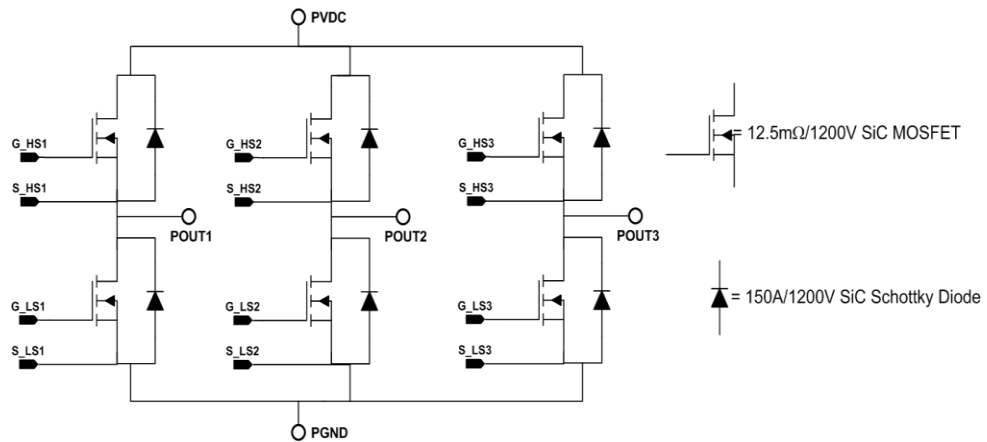 PVDC
G_HS1
G_HS2
G_HS3
= 12.5mΩ/1200V SiC MOSFET
S_HS1
S_HS2
S_HS3
POUT1
POUT2
POUT3
G_LS1
G_LS2
G_LS3
= 150A/1200V SiC Schottky Diode
S_LS1
S_LS2
S_LS3
PGND